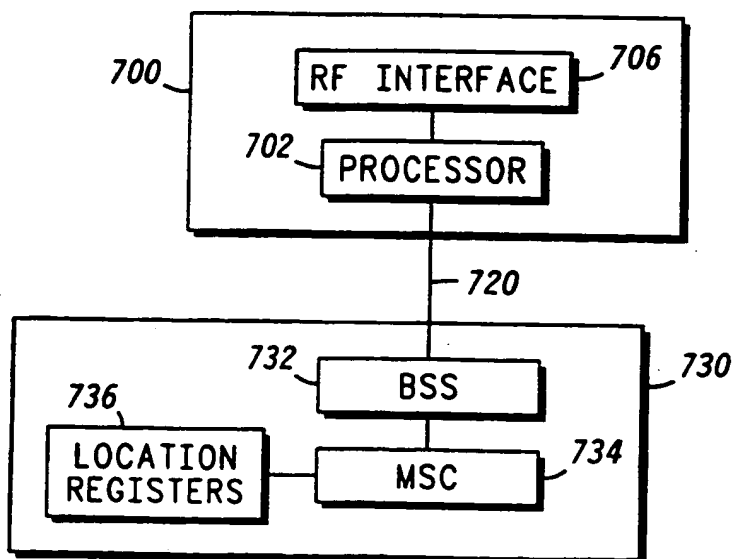 700
RF INTERFACE
706
702
PROCESSOR
720
732
BSS
730
736
LOCATION
REGISTERS
MSC
734